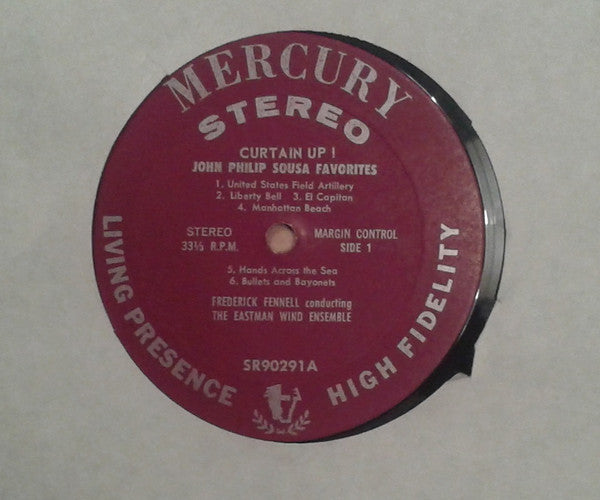 MERCURY
STEREO
CURTAIN UP !
JOHN PHILIP SOUSA FAVORITES
1. United States Field Artillery
2. Liberty Bell 3. El Capitan
4. Manhattan Beach
STEREO
33⅓ R.P.M.
MARGIN CONTROL
SIDE 1
5. Hands Across the Sea
6. Bullets and Bayonets
FREDERICK FENNELL conducting
THE EASTMAN WIND ENSEMBLE
SR90291A
LIVING PRESENCE
HIGH FIDELITY